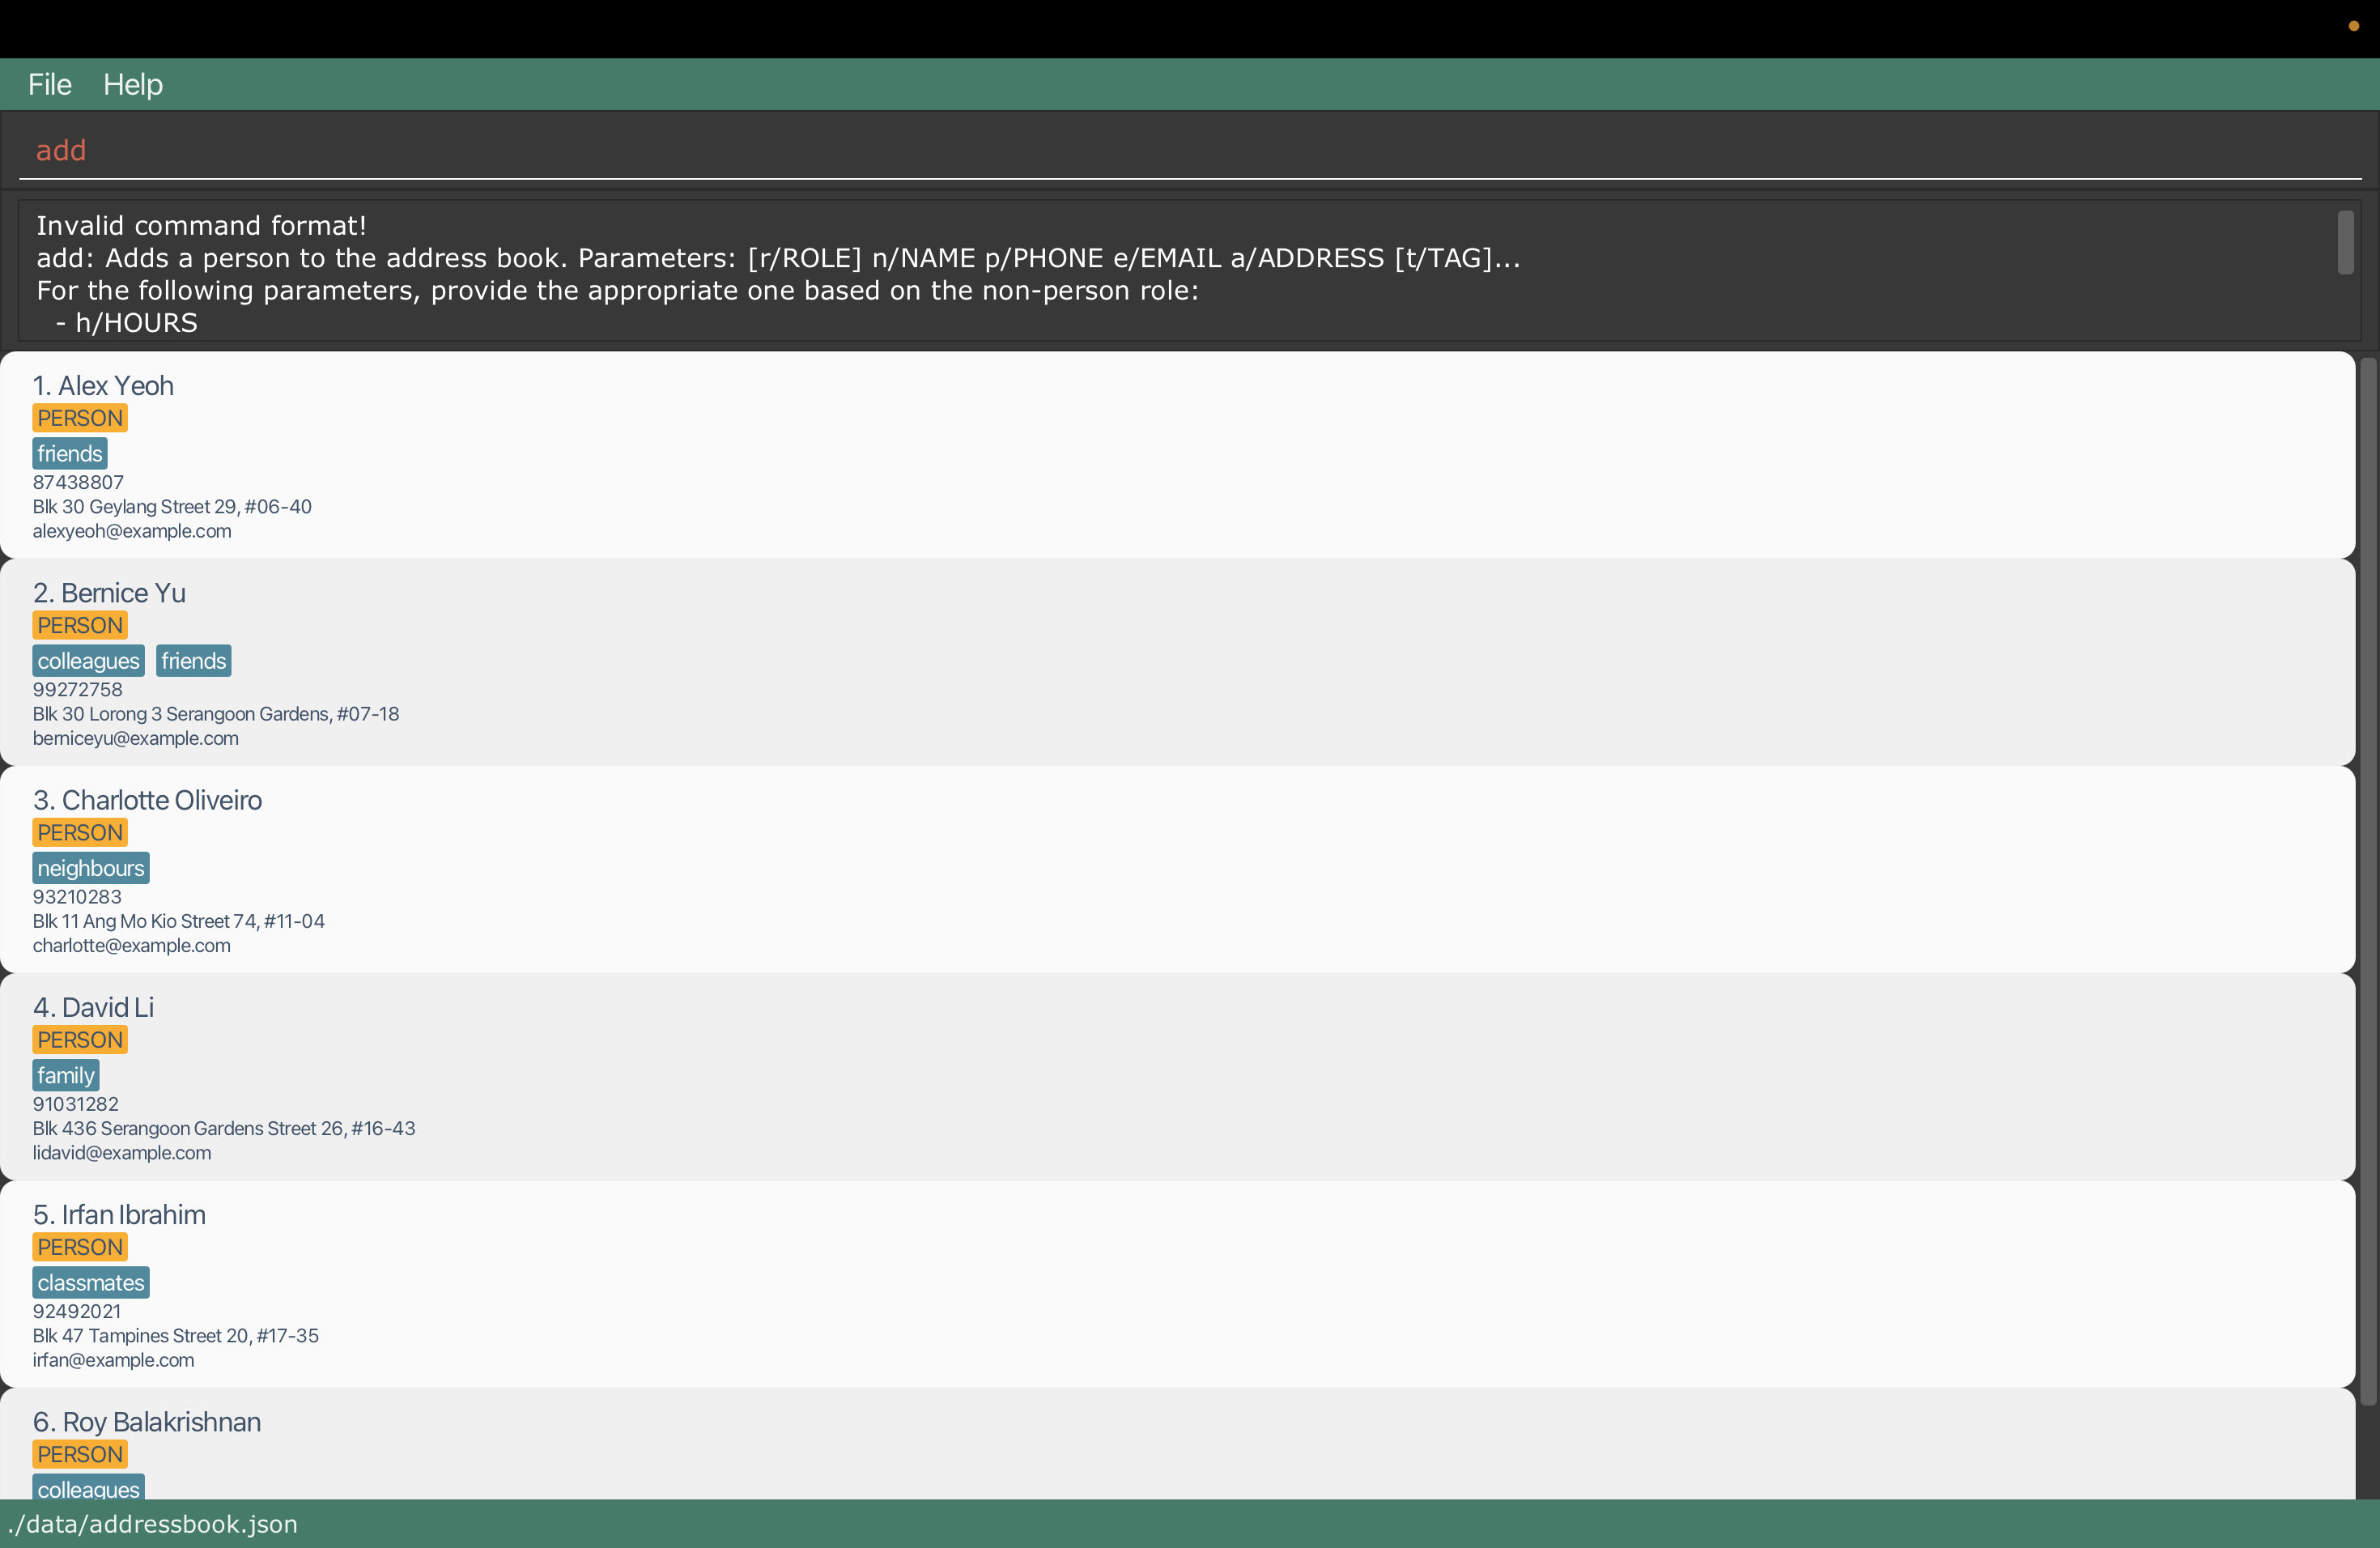 File Help
add
Invalid command format!
add: Adds a person to the address book. Parameters: [r/ROLE] n/NAME p/PHONE e/EMAIL a/ADDRESS [t/TAG]...
For the following parameters, provide the appropriate one based on the non-person role:
- h/HOURS
1. Alex Yeoh
PERSON
friends
87438807
Blk 30 Geylang Street 29, #06-40
alexyeoh@example.com
2. Bernice Yu
PERSON
colleagues friends
99272758
Blk 30 Lorong 3 Serangoon Gardens, #07-18
berniceyu@example.com
3. Charlotte Oliveiro
PERSON
neighbours
93210283
Blk 11 Ang Mo Kio Street 74, #11-04
charlotte@example.com
4. David Li
PERSON
family
91031282
Blk 436 Serangoon Gardens Street 26, #16-43
lidavid@example.com
5. Irfan Ibrahim
PERSON
classmates
92492021
Blk 47 Tampines Street 20, #17-35
irfan@example.com
6. Roy Balakrishnan
PERSON
colleagues
./data/addressbook.json